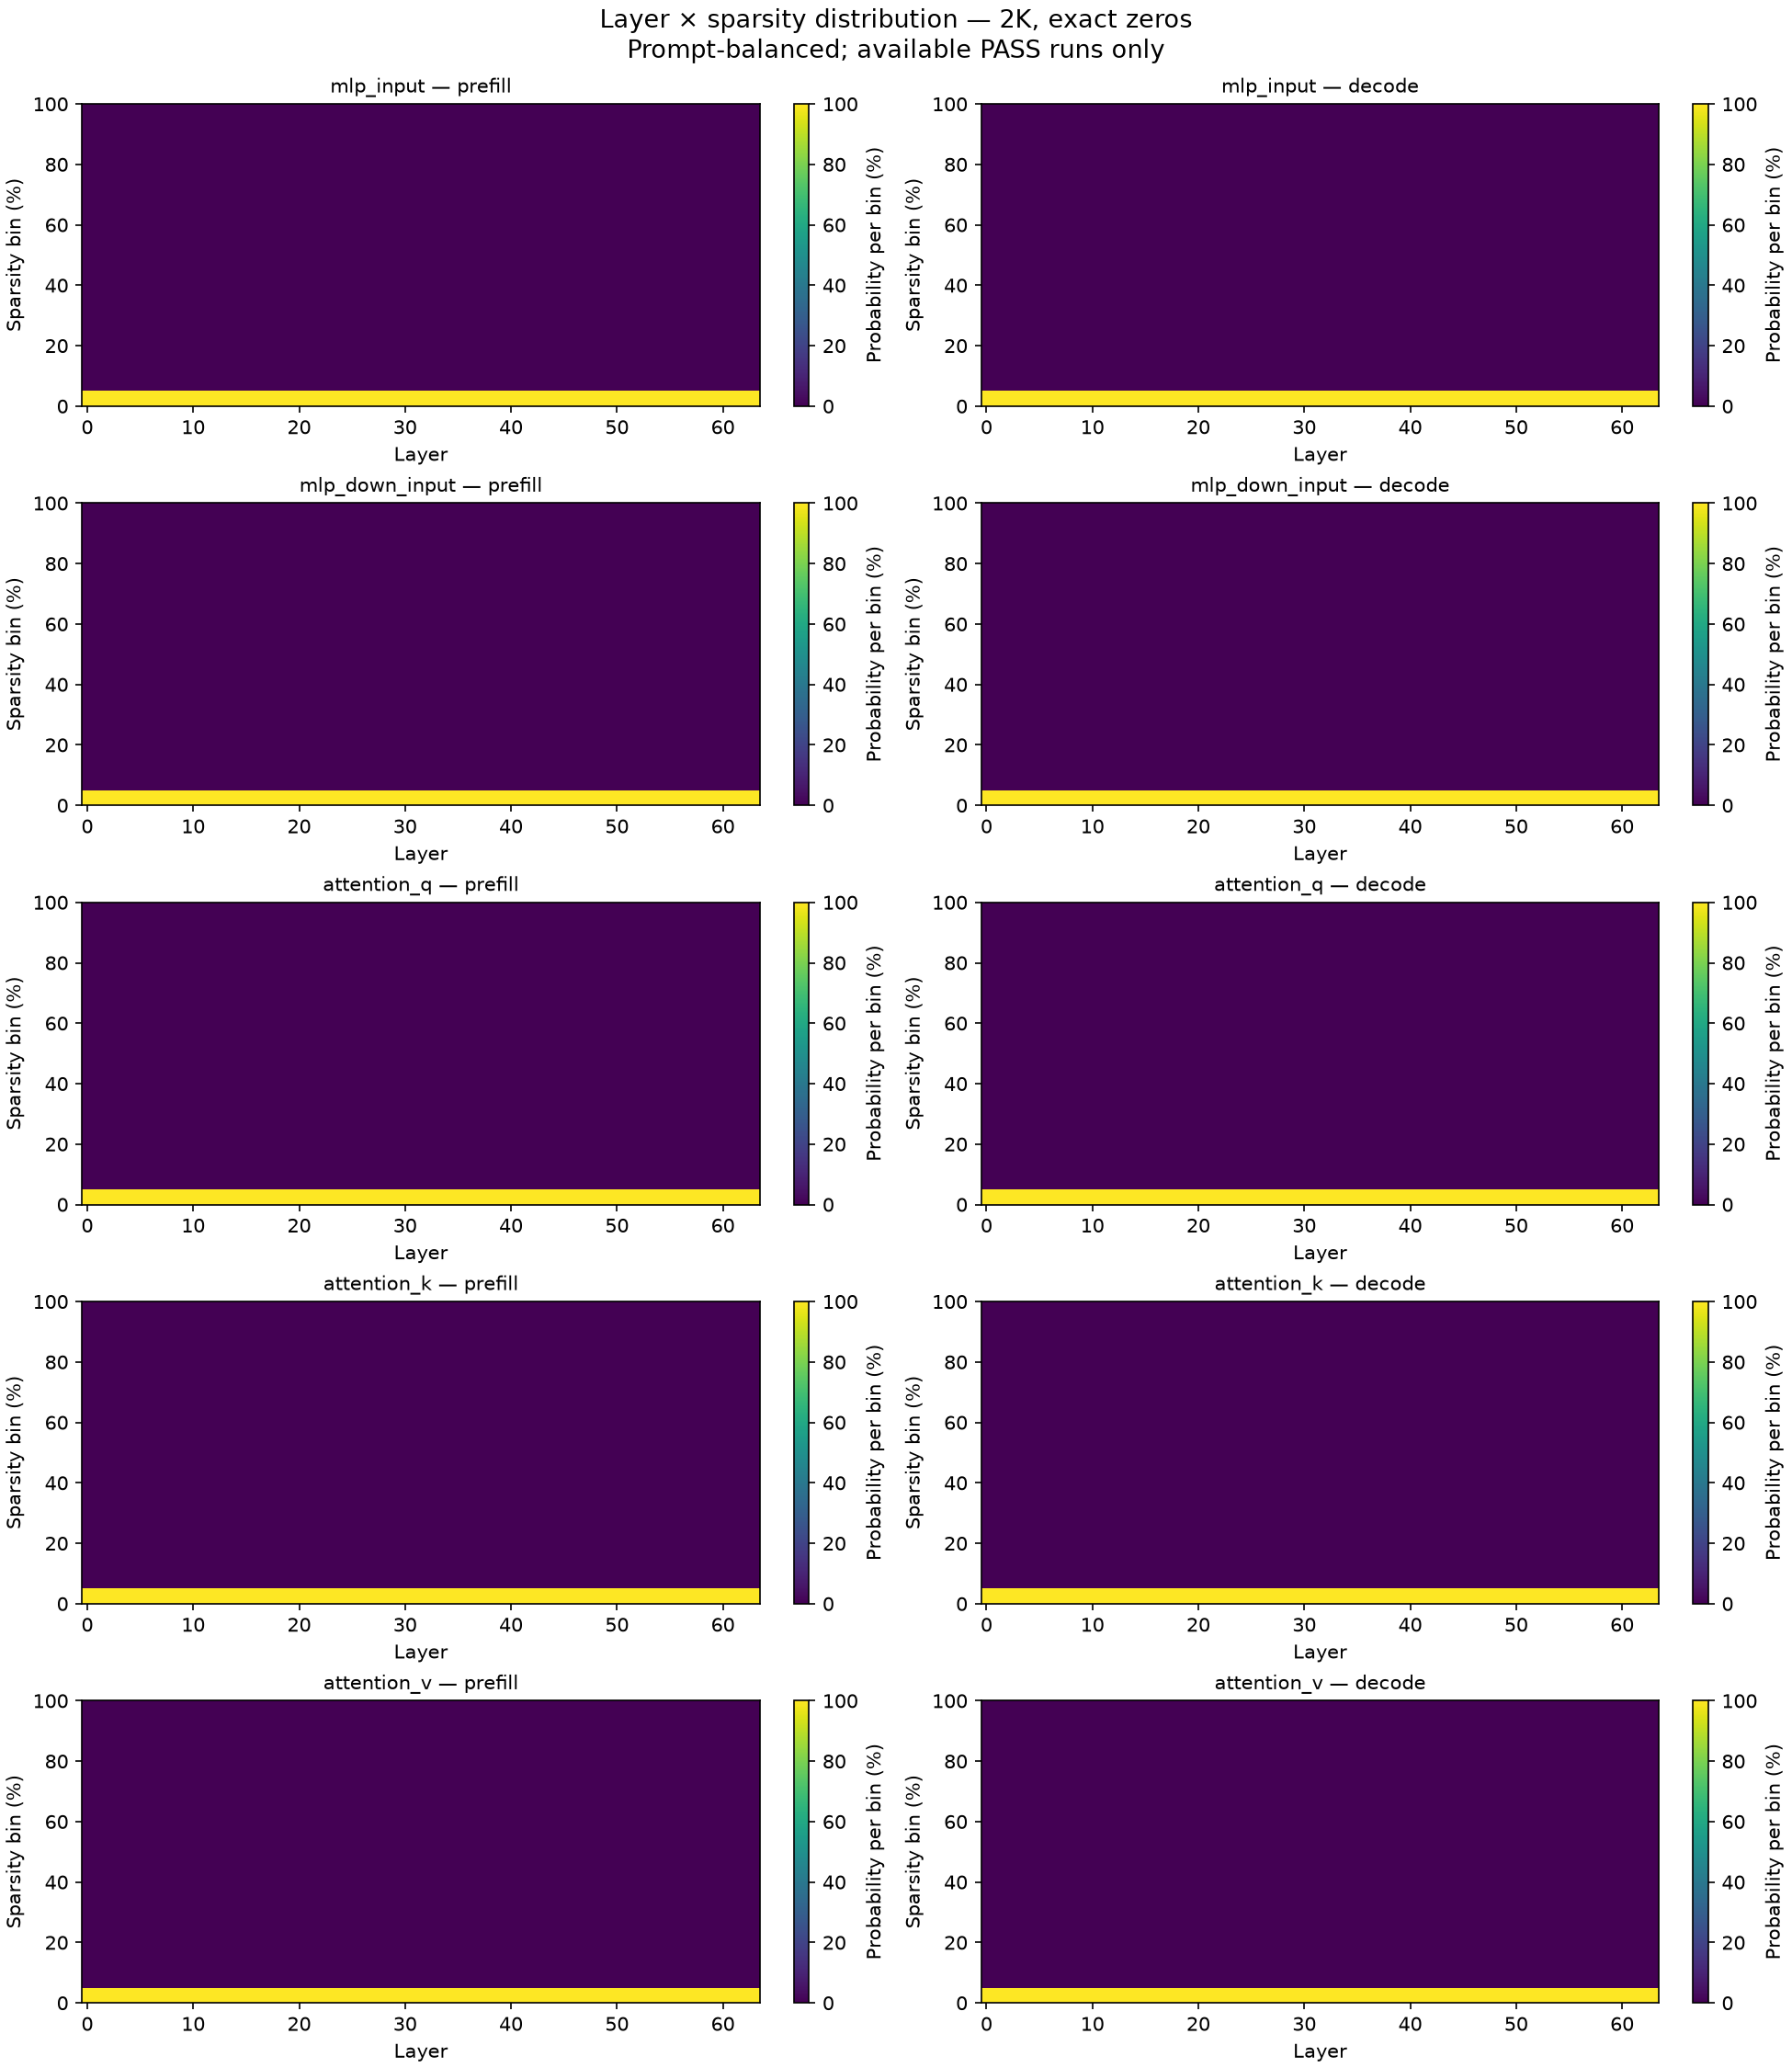 Layer × sparsity distribution — 2K, exact zeros
Prompt-balanced; available PASS runs only
mlp_input — prefill
100
80
60
40
20
0
Sparsity bin (%)
0 10 20 30 40 50 60
Layer
100
80
60
40
20
0
Probability per bin (%)
mlp_input — decode
100
80
60
40
20
0
Sparsity bin (%)
0 10 20 30 40 50 60
Layer
100
80
60
40
20
0
Probability per bin (%)
mlp_down_input — prefill
100
80
60
40
20
0
Sparsity bin (%)
0 10 20 30 40 50 60
Layer
100
80
60
40
20
0
Probability per bin (%)
mlp_down_input — decode
100
80
60
40
20
0
Sparsity bin (%)
0 10 20 30 40 50 60
Layer
100
80
60
40
20
0
Probability per bin (%)
attention_q — prefill
100
80
60
40
20
0
Sparsity bin (%)
0 10 20 30 40 50 60
Layer
100
80
60
40
20
0
Probability per bin (%)
attention_q — decode
100
80
60
40
20
0
Sparsity bin (%)
0 10 20 30 40 50 60
Layer
100
80
60
40
20
0
Probability per bin (%)
attention_k — prefill
100
80
60
40
20
0
Sparsity bin (%)
0 10 20 30 40 50 60
Layer
100
80
60
40
20
0
Probability per bin (%)
attention_k — decode
100
80
60
40
20
0
Sparsity bin (%)
0 10 20 30 40 50 60
Layer
100
80
60
40
20
0
Probability per bin (%)
attention_v — prefill
100
80
60
40
20
0
Sparsity bin (%)
0 10 20 30 40 50 60
Layer
100
80
60
40
20
0
Probability per bin (%)
attention_v — decode
100
80
60
40
20
0
Sparsity bin (%)
0 10 20 30 40 50 60
Layer
100
80
60
40
20
0
Probability per bin (%)